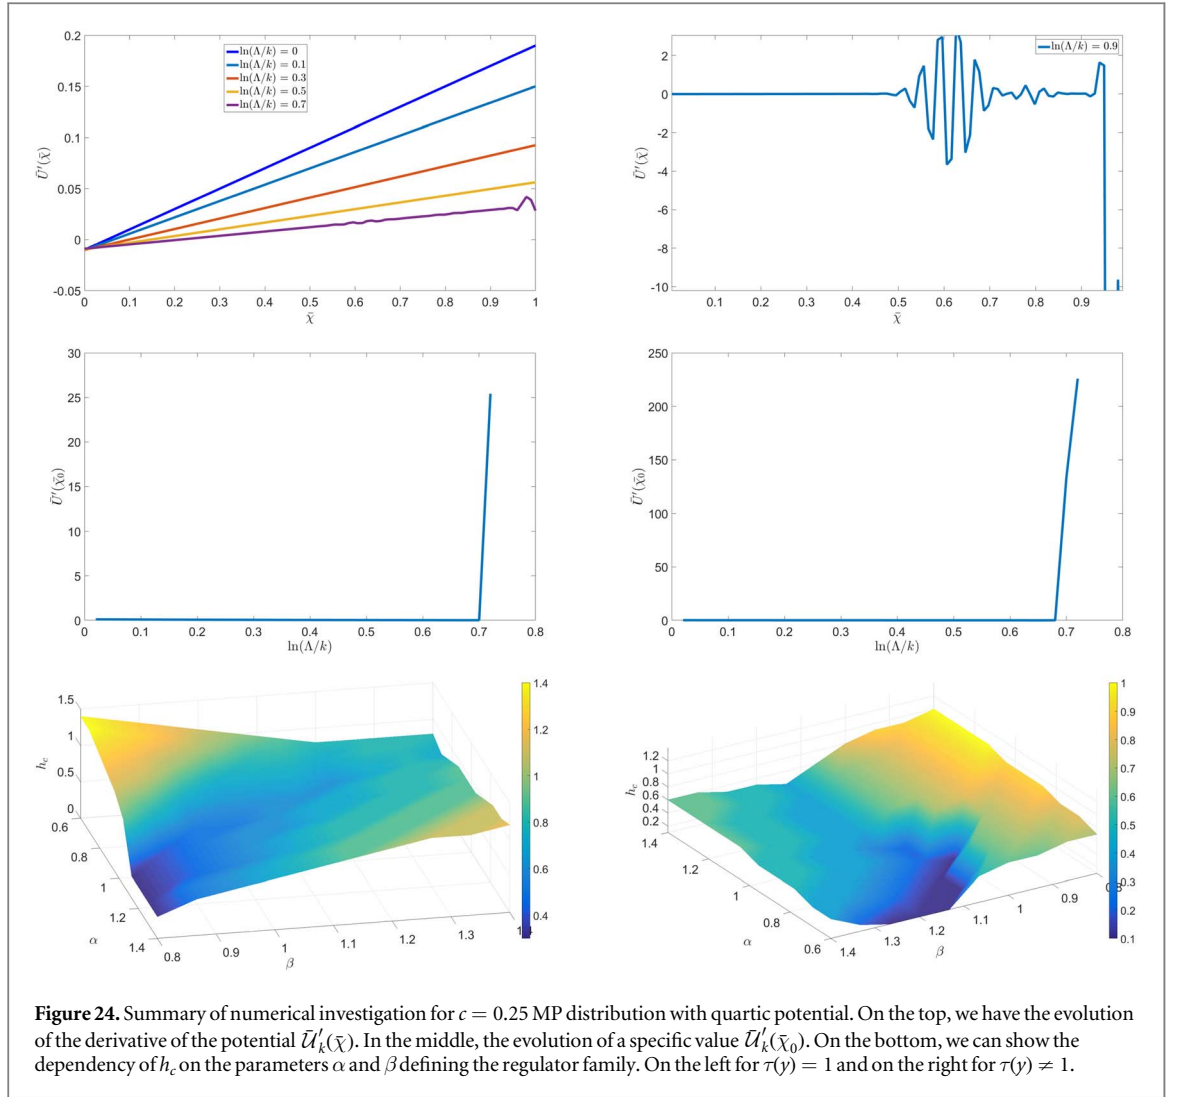 0.2
0.15
0.1
0.05
0
-0.05
Ū′(χ̄)
ln(Λ/k) = 0
ln(Λ/k) = 0.1
ln(Λ/k) = 0.3
ln(Λ/k) = 0.5
ln(Λ/k) = 0.7
0 0.1 0.2 0.3 0.4 0.5 0.6 0.7 0.8 0.9 1
χ̄
2
0
-2
-4
-6
-8
-10
Ū′(χ̄)
ln(Λ/k) = 0.9
0.1 0.2 0.3 0.4 0.5 0.6 0.7 0.8 0.9
χ̄
30
25
20
15
10
5
0
Ū′(χ̄₀)
0 0.1 0.2 0.3 0.4 0.5 0.6 0.7 0.8
ln(Λ/k)
250
200
150
100
50
0
Ū′(χ̄₀)
0 0.1 0.2 0.3 0.4 0.5 0.6 0.7 0.8
ln(Λ/k)
1.5
1
0.5
0
h_c
0.6
0.8
1
1.2
1.4
α
0.8 0.9 1 1.1 1.2 1.3
β
1.4
1.2
1
0.8
0.6
0.4
1.2
1
0.8
0.6
0.4
0.2
h_c
1.4
1.2
1
0.8
0.6
α
1.4 1.3 1.2 1.1 1 0.9
β
1
0.9
0.8
0.7
0.6
0.5
0.4
0.3
0.2
0.1
Figure 24. Summary of numerical investigation for c = 0.25 MP distribution with quartic potential. On the top, we have the evolution
of the derivative of the potential 𝒰̄′ₖ(χ̄). In the middle, the evolution of a specific value 𝒰̄′ₖ(χ̄₀). On the bottom, we can show the
dependency of h_c on the parameters α and β defining the regulator family. On the left for τ(y) = 1 and on the right for τ(y) ≠ 1.